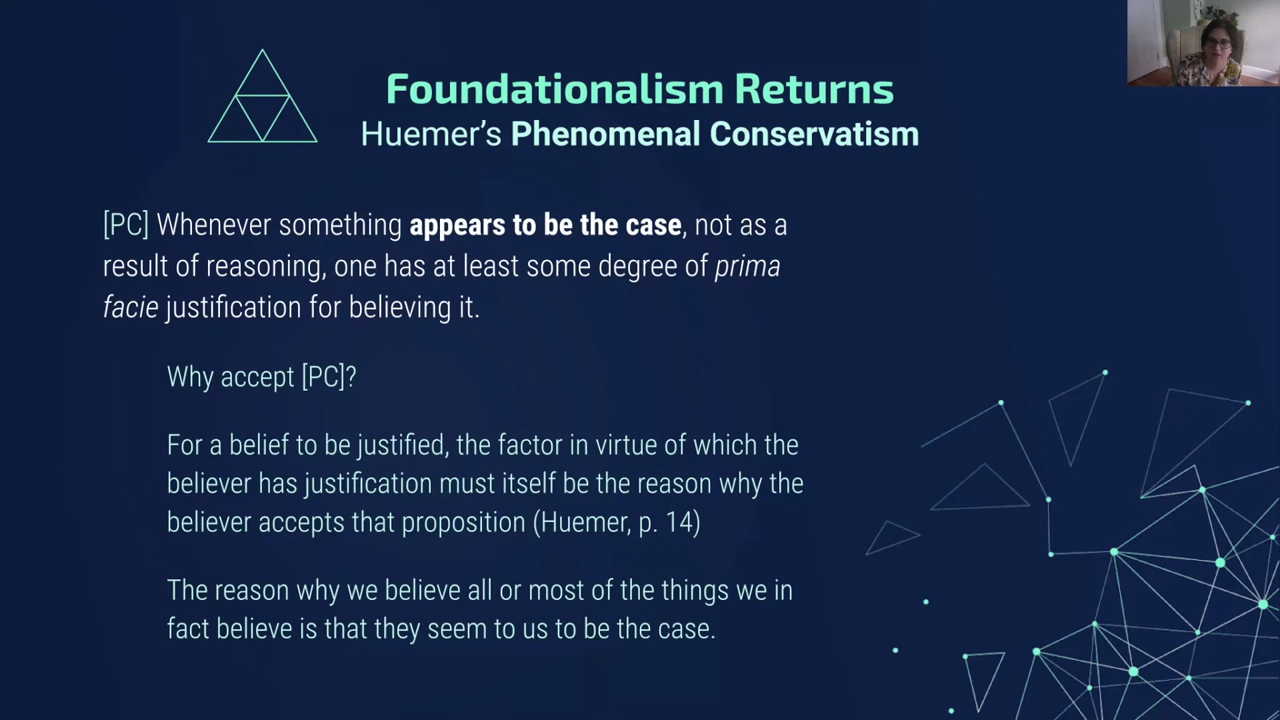 Foundationalism Returns
Huemer's Phenomenal Conservatism
[PC] Whenever something appears to be the case, not as a
result of reasoning, one has at least some degree of prima
facie justification for believing it.
Why accept [PC]?
For a belief to be justified, the factor in virtue of which the
believer has justification must itself be the reason why the
believer accepts that proposition (Huemer, p. 14)
The reason why we believe all or most of the things we in
fact believe is that they seem to us to be the case.